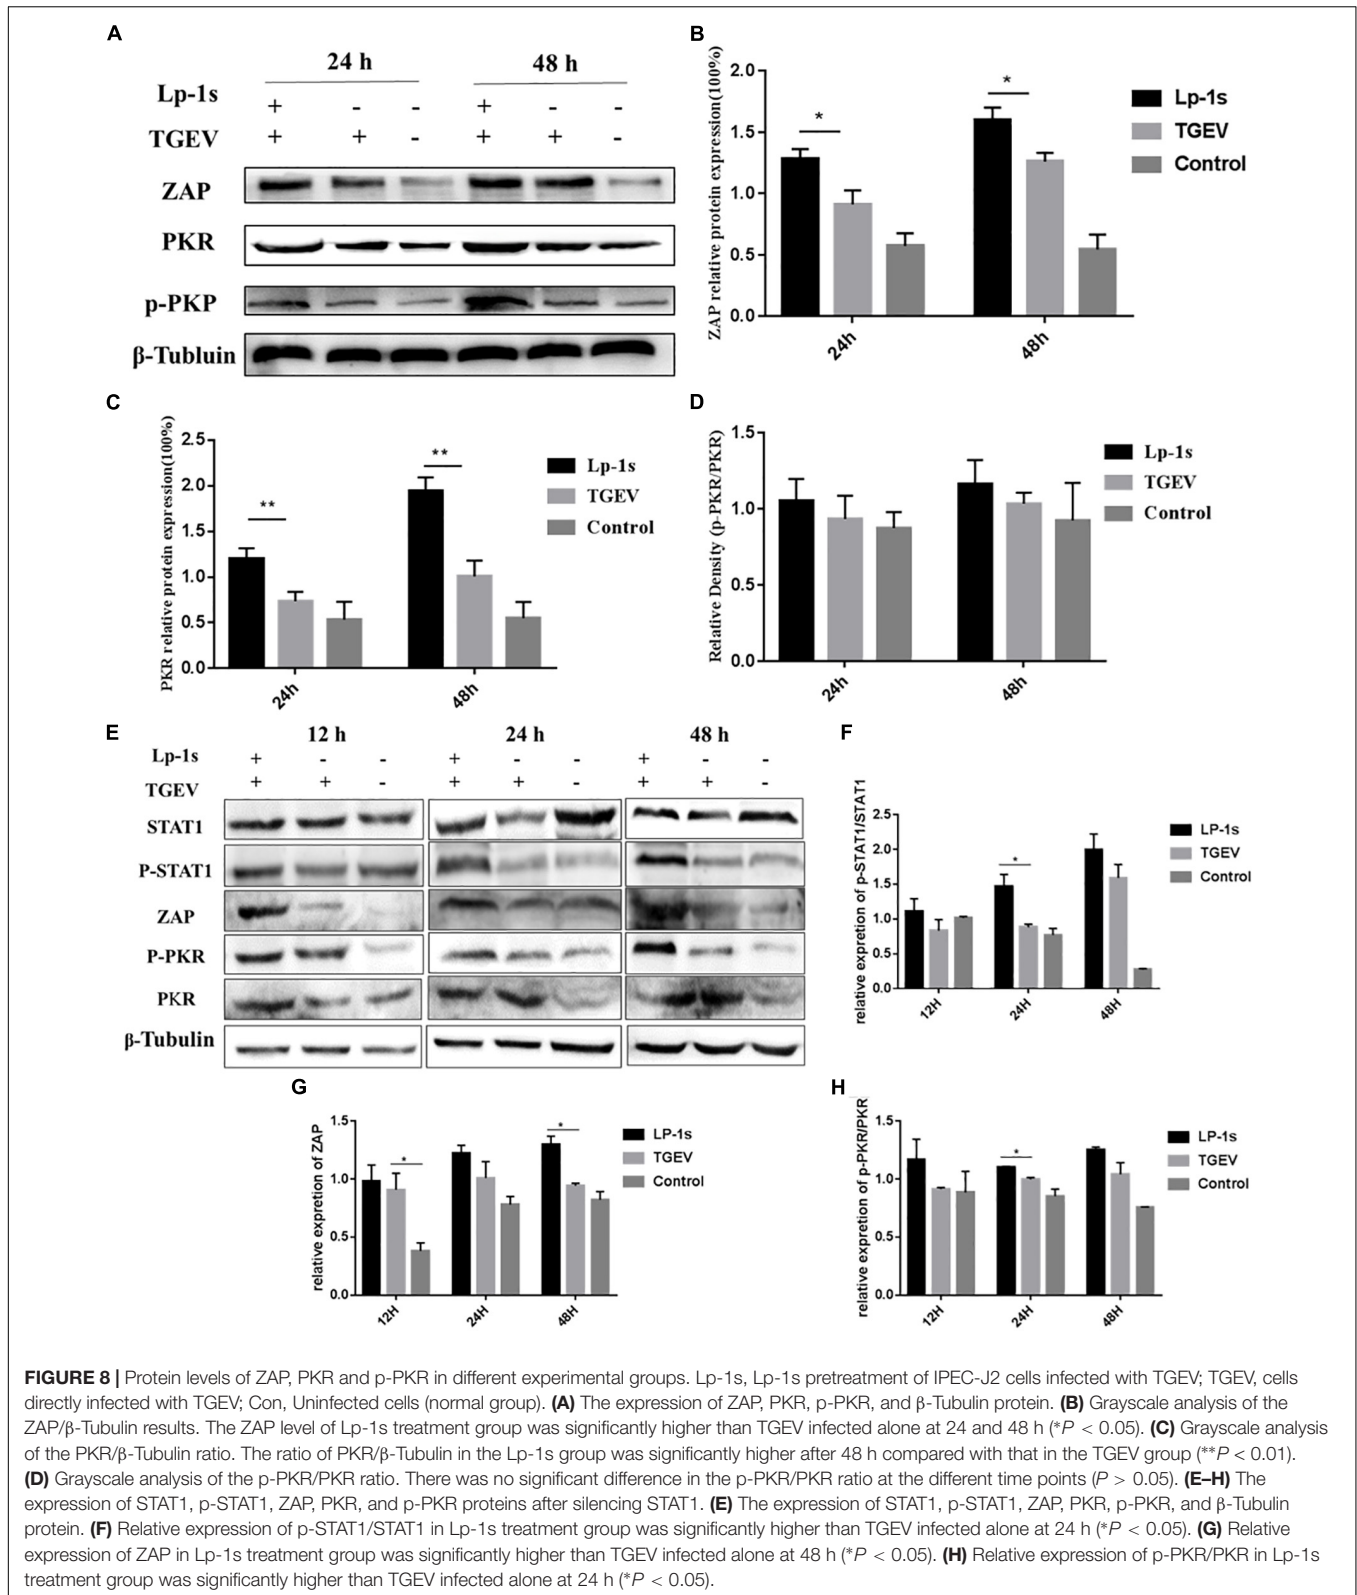 A
24 h 48 h
Lp-1s + - - + - -
TGEV + + - + + -
ZAP
PKR
p-PKP
β-Tubluin
B
ZAP relative protein expression(100%)
2.0
1.5
1.0
0.5
0.0
* *
24h 48h
Lp-1s
TGEV
Control
C
PKR relative protein expression(100%)
2.5
2.0
1.5
1.0
0.5
0.0
** **
24h 48h
Lp-1s
TGEV
Control
D
Relative Density (p-PKR/PKR)
1.5
1.0
0.5
0.0
24h 48h
Lp-1s
TGEV
Control
E
12 h 24 h 48 h
Lp-1s + - - + - - + - -
TGEV + + - + + - + + -
STAT1
P-STAT1
ZAP
P-PKR
PKR
β-Tubulin
F
relative expretion of p-STAT1/STAT1
2.5
2.0
1.5
1.0
0.5
0.0
*
12H 24H 48H
LP-1s
TGEV
Control
G
relative expretion of ZAP
1.5
1.0
0.5
0.0
* *
12H 24H 48H
LP-1s
TGEV
Control
H
relative expretion of p-PKR/PKR
1.5
1.0
0.5
0.0
*
12H 24H 48H
LP-1s
TGEV
Control
FIGURE 8 | Protein levels of ZAP, PKR and p-PKR in different experimental groups. Lp-1s, Lp-1s pretreatment of IPEC-J2 cells infected with TGEV; TGEV, cells
directly infected with TGEV; Con, Uninfected cells (normal group). (A) The expression of ZAP, PKR, p-PKR, and β-Tubulin protein. (B) Grayscale analysis of the
ZAP/β-Tubulin results. The ZAP level of Lp-1s treatment group was significantly higher than TGEV infected alone at 24 and 48 h (*P < 0.05). (C) Grayscale analysis
of the PKR/β-Tubulin ratio. The ratio of PKR/β-Tubulin in the Lp-1s group was significantly higher after 48 h compared with that in the TGEV group (**P < 0.01).
(D) Grayscale analysis of the p-PKR/PKR ratio. There was no significant difference in the p-PKR/PKR ratio at the different time points (P > 0.05). (E–H) The
expression of STAT1, p-STAT1, ZAP, PKR, and p-PKR proteins after silencing STAT1. (E) The expression of STAT1, p-STAT1, ZAP, PKR, p-PKR, and β-Tubulin
protein. (F) Relative expression of p-STAT1/STAT1 in Lp-1s treatment group was significantly higher than TGEV infected alone at 24 h (*P < 0.05). (G) Relative
expression of ZAP in Lp-1s treatment group was significantly higher than TGEV infected alone at 48 h (*P < 0.05). (H) Relative expression of p-PKR/PKR in Lp-1s
treatment group was significantly higher than TGEV infected alone at 24 h (*P < 0.05).